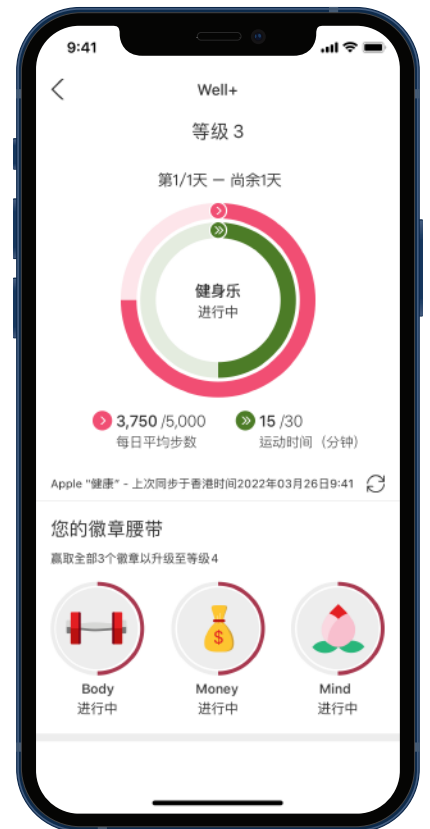 9:41
Well+
等级 3
第1/1天 — 尚余1天
健身乐
进行中
3,750 /5,000
每日平均步数
15 /30
运动时间（分钟）
Apple "健康" - 上次同步于香港时间2022年03月26日9:41
您的徽章腰带
赢取全部3个徽章以升级至等级4
$
Body
进行中
Money
进行中
Mind
进行中